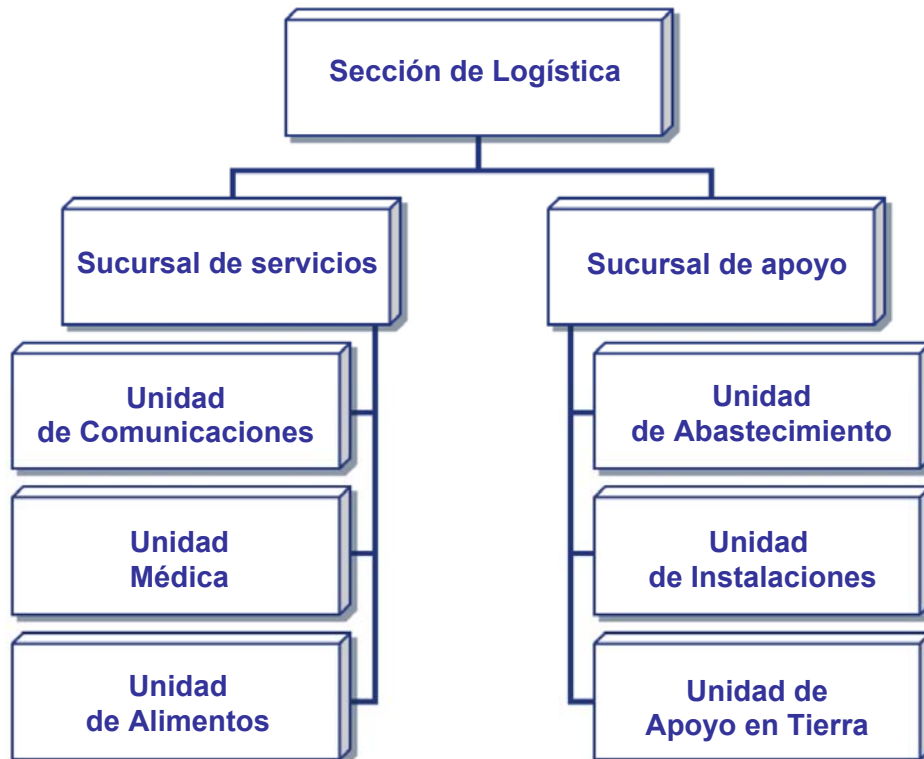 Sección de Logística
Sucursal de servicios
Unidad
de Comunicaciones
Unidad
Médica
Unidad
de Alimentos
Sucursal de apoyo
Unidad
de Abastecimiento
Unidad
de Instalaciones
Unidad de
Apoyo en Tierra